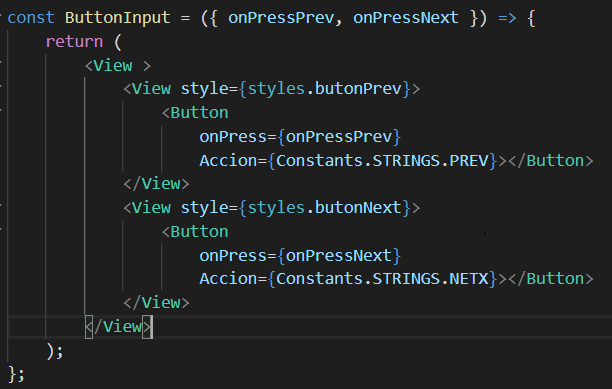 const ButtonInput = ({ onPressPrev, onPressNext }) => {
return (
<View >
<View style={styles.butonPrev}>
<Button
onPress={onPressPrev}
Accion={Constants.STRINGS.PREV}></Button>
</View>
<View style={styles.butonNext}>
<Button
onPress={onPressNext}
Accion={Constants.STRINGS.NETX}></Button>
</View>
</View>
);
};